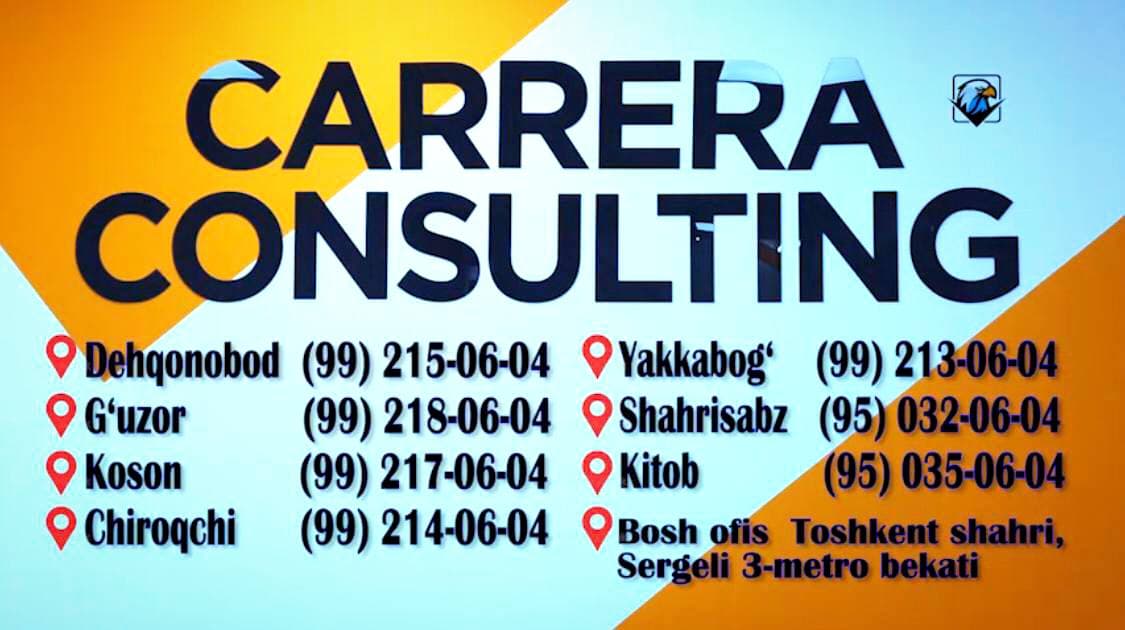 CARRERA
CONSULTING
Dehqonobod (99) 215-06-04
G‘uzor (99) 218-06-04
Koson (99) 217-06-04
Chiroqchi (99) 214-06-04
Yakkabog‘ (99) 213-06-04
Shahrisabz (95) 032-06-04
Kitob (95) 035-06-04
Bosh ofis Toshkent shahri,
Sergeli 3-metro bekati